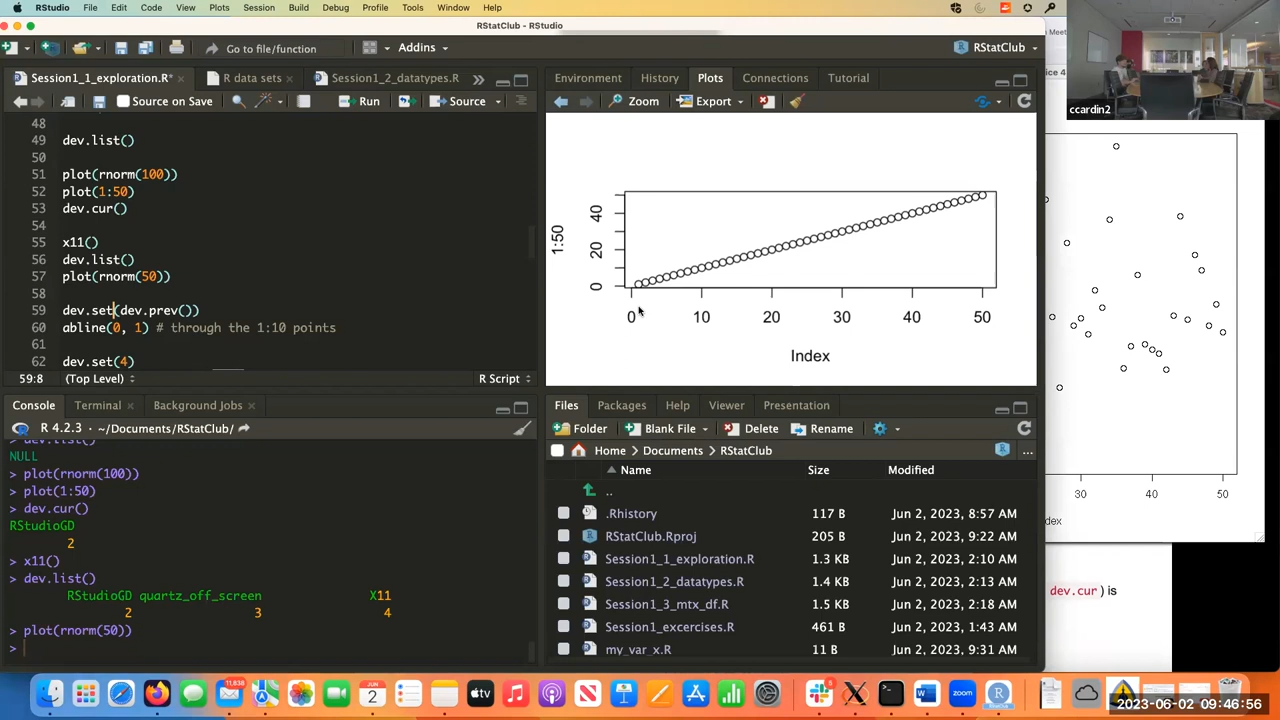 RStudio File Edit Code View Plots Session Build Debug Profile Tools Window Help
RStatClub - RStudio
Go to file/function Addins RStatClub
Session1_1_exploration.R* R data sets Session1_2_datatypes.R
Source on Save Run Source
48
49 dev.list()
50
51 plot(rnorm(100))
52 plot(1:50)
53 dev.cur()
54
55 x11()
56 dev.list()
57 plot(rnorm(50))
58
59 dev.set(dev.prev())
60 abline(0, 1) # through the 1:10 points
61
62 dev.set(4)
59:8 (Top Level) R Script
Console Terminal Background Jobs
R 4.2.3 · ~/Documents/RStatClub/
NULL
> plot(rnorm(100))
> plot(1:50)
> dev.cur()
RStudioGD
2
> x11()
> dev.list()
RStudioGD quartz_off_screen X11
2 3 4
> plot(rnorm(50))
>
Environment History Plots Connections Tutorial
Zoom Export
1:50
40
20
0
0 10 20 30 40 50
Index
Files Packages Help Viewer Presentation
Folder Blank File Delete Rename
Home Documents RStatClub
Name Size Modified
..
.Rhistory 117 B Jun 2, 2023, 8:57 AM
RStatClub.Rproj 205 B Jun 2, 2023, 9:22 AM
Session1_1_exploration.R 1.3 KB Jun 2, 2023, 2:10 AM
Session1_2_datatypes.R 1.4 KB Jun 2, 2023, 2:13 AM
Session1_3_mtx_df.R 1.5 KB Jun 2, 2023, 2:18 AM
Session1_excercises.R 461 B Jun 2, 2023, 1:43 AM
my_var_x.R 11 B Jun 2, 2023, 9:31 AM
ccardin2
30 40 50
dex
dev.cur ) is
11,838
JUN
2
tv
zoom
2023-06-02 09:46:56